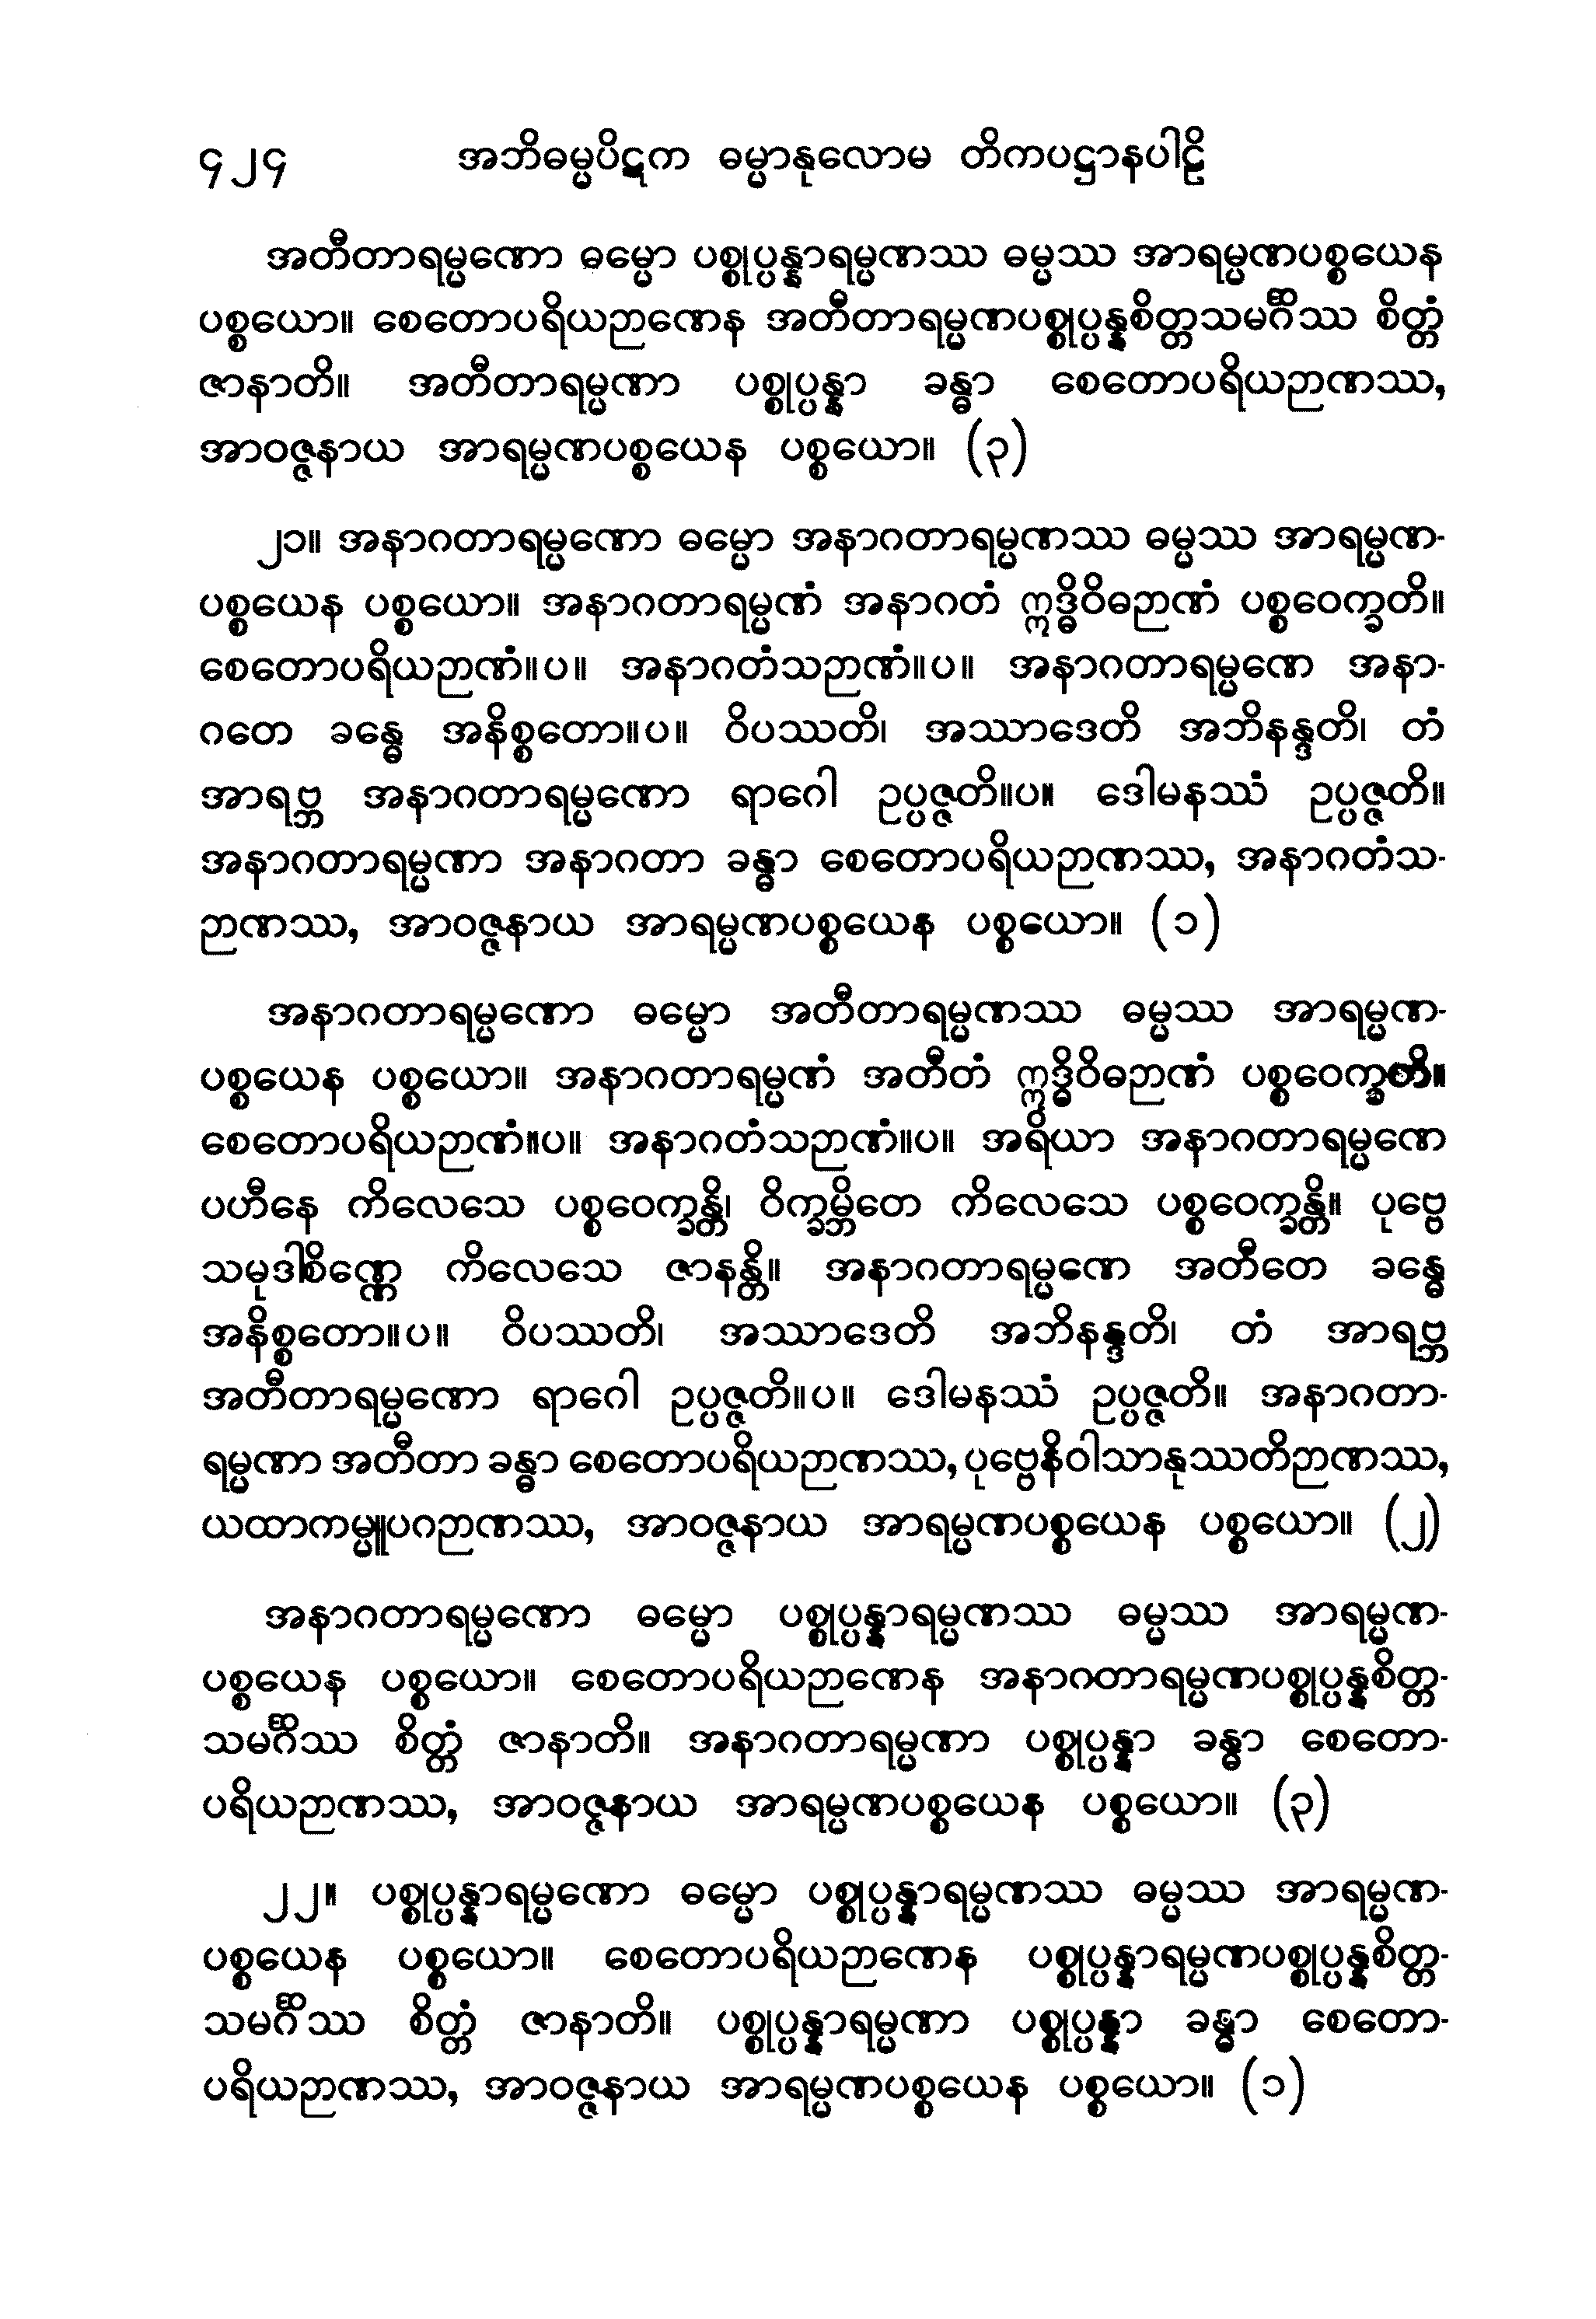 ၄၂၄ အဘိဓမ္မပိဋက ဓမ္မာနုလောမ တိကပဋ္ဌာနပါဠိ
အတီတာရမ္မဏော ဓမ္မော ပစ္စုပ္ပန္နာရမ္မဏဿ ဓမ္မဿ အာရမ္မဏပစ္စယေန
ပစ္စယော။ စေတောပရိယဉာဏေန အတီတာရမ္မဏပစ္စုပ္ပန္နစိတ္တသမင်္ဂိဿ စိတ္တံ
ဇာနာတိ။ အတီတာရမ္မဏာ ပစ္စုပ္ပန္နာ ခန္ဓာ စေတောပရိယဉာဏဿ,
အာဝဇ္ဇနာယ အာရမ္မဏပစ္စယေန ပစ္စယော။ (၃)
၂၁။ အနာဂတာရမ္မဏော ဓမ္မော အနာဂတာရမ္မဏဿ ဓမ္မဿ အာရမ္မဏ-
ပစ္စယေန ပစ္စယော။ အနာဂတာရမ္မဏံ အနာဂတံ ဣဒ္ဓိဝိဓဉာဏံ ပစ္စဝေက္ခတိ။
စေတောပရိယဉာဏံ။ပ။ အနာဂတံသဉာဏံ။ပ။ အနာဂတာရမ္မဏေ အနာ-
ဂတေ ခန္ဓေ အနိစ္စတော။ပ။ ဝိပဿတိ၊ အဿာဒေတိ အဘိနန္ဒတိ၊ တံ
အာရဗ္ဘ အနာဂတာရမ္မဏော ရာဂေါ ဥပ္ပဇ္ဇတိ။ပ။ ဒေါမနဿံ ဥပ္ပဇ္ဇတိ။
အနာဂတာရမ္မဏာ အနာဂတာ ခန္ဓာ စေတောပရိယဉာဏဿ, အနာဂတံသ-
ဉာဏဿ, အာဝဇ္ဇနာယ အာရမ္မဏပစ္စယေန ပစ္စယော။ (၁)
အနာဂတာရမ္မဏော ဓမ္မော အတီတာရမ္မဏဿ ဓမ္မဿ အာရမ္မဏ-
ပစ္စယေန ပစ္စယော။ အနာဂတာရမ္မဏံ အတီတံ ဣဒ္ဓိဝိဓဉာဏံ ပစ္စဝေက္ခတိ။
စေတောပရိယဉာဏံ။ပ။ အနာဂတံသဉာဏံ။ပ။ အရိယာ အနာဂတာရမ္မဏေ
ပဟီနေ ကိလေသေ ပစ္စဝေက္ခန္တိ၊ ဝိက္ခမ္ဘိတေ ကိလေသေ ပစ္စဝေက္ခန္တိ။ ပုဗ္ဗေ
သမုဒါစိဏ္ဏေ ကိလေသေ ဇာနန္တိ။ အနာဂတာရမ္မဏေ အတီတေ ခန္ဓေ
အနိစ္စတော။ပ။ ဝိပဿတိ၊ အဿာဒေတိ အဘိနန္ဒတိ၊ တံ အာရဗ္ဘ
အတီတာရမ္မဏော ရာဂေါ ဥပ္ပဇ္ဇတိ။ပ။ ဒေါမနဿံ ဥပ္ပဇ္ဇတိ။ အနာဂတာ-
ရမ္မဏာ အတီတာ ခန္ဓာ စေတောပရိယဉာဏဿ, ပုဗ္ဗေနိဝါသာနုဿတိဉာဏဿ,
ယထာကမ္မူပဂဉာဏဿ, အာဝဇ္ဇနာယ အာရမ္မဏပစ္စယေန ပစ္စယော။ (၂)
အနာဂတာရမ္မဏော ဓမ္မော ပစ္စုပ္ပန္နာရမ္မဏဿ ဓမ္မဿ အာရမ္မဏ-
ပစ္စယေန ပစ္စယော။ စေတောပရိယဉာဏေန အနာဂတာရမ္မဏပစ္စုပ္ပန္နစိတ္တ-
သမင်္ဂိဿ စိတ္တံ ဇာနာတိ။ အနာဂတာရမ္မဏာ ပစ္စုပ္ပန္နာ ခန္ဓာ စေတော-
ပရိယဉာဏဿ, အာဝဇ္ဇနာယ အာရမ္မဏပစ္စယေန ပစ္စယော။ (၃)
၂၂။ ပစ္စုပ္ပန္နာရမ္မဏော ဓမ္မော ပစ္စုပ္ပန္နာရမ္မဏဿ ဓမ္မဿ အာရမ္မဏ-
ပစ္စယေန ပစ္စယော။ စေတောပရိယဉာဏေန ပစ္စုပ္ပန္နာရမ္မဏပစ္စုပ္ပန္နစိတ္တ-
သမင်္ဂိဿ စိတ္တံ ဇာနာတိ။ ပစ္စုပ္ပန္နာရမ္မဏာ ပစ္စုပ္ပန္နာ ခန္ဓာ စေတော-
ပရိယဉာဏဿ, အာဝဇ္ဇနာယ အာရမ္မဏပစ္စယေန ပစ္စယော။ (၁)